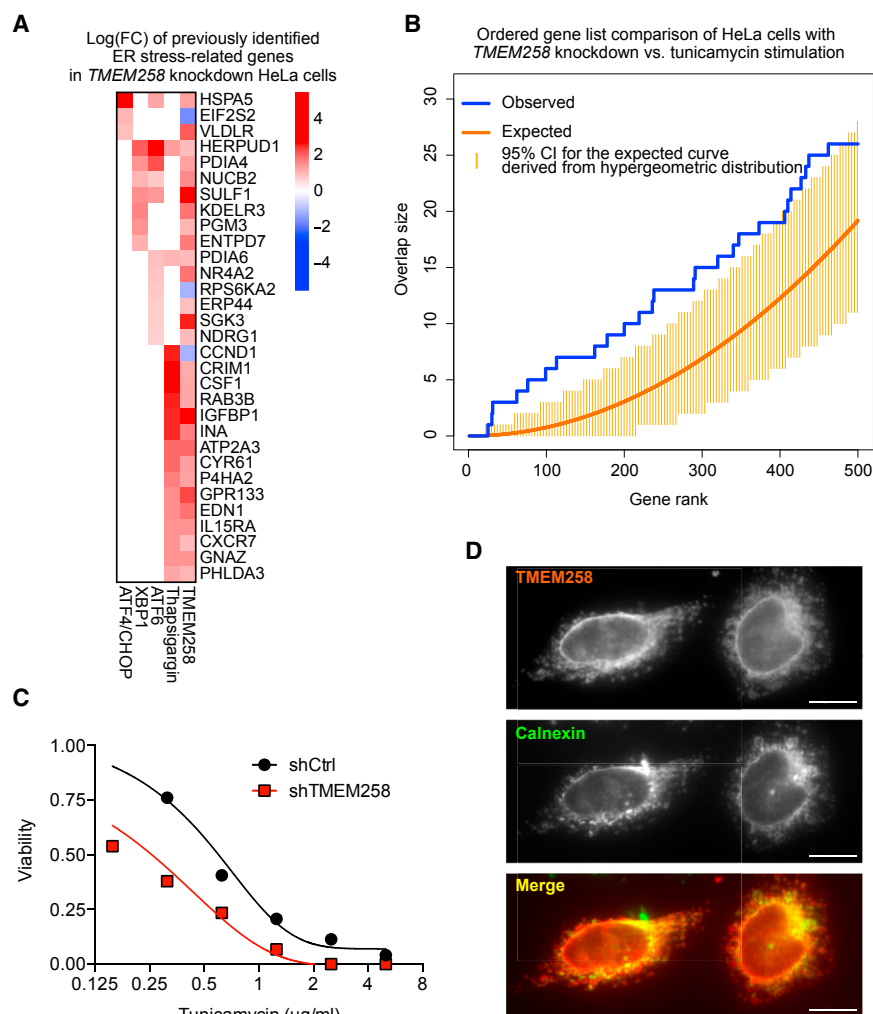 A
Log(FC) of previously identified
ER stress-related genes
in TMEM258 knockdown HeLa cells
HSPA5
EIF2S2
VLDLR
HERPUD1
PDIA4
NUCB2
SULF1
KDELR3
PGM3
ENTPD7
PDIA6
NR4A2
RPS6KA2
ERP44
SGK3
NDRG1
CCND1
CRIM1
CSF1
RAB3B
IGFBP1
INA
ATP2A3
CYR61
P4HA2
GPR133
EDN1
IL15RA
CXCR7
GNAZ
PHLDA3
4
2
0
−2
−4
ATF4/CHOP
XBP1
ATF6
Thapsigargin
TMEM258
B
Ordered gene list comparison of HeLa cells with
TMEM258 knockdown vs. tunicamycin stimulation
Observed
Expected
95% CI for the expected curve
derived from hypergeometric distribution
Overlap size
30
25
20
15
10
5
0
0 100 200 300 400 500
Gene rank
C
shCtrl
shTMEM258
Viability
1.00
0.75
0.50
0.25
0.00
0.125 0.25 0.5 1 2 4 8
Tunicamycin (µg/ml)
D
TMEM258
Calnexin
Merge